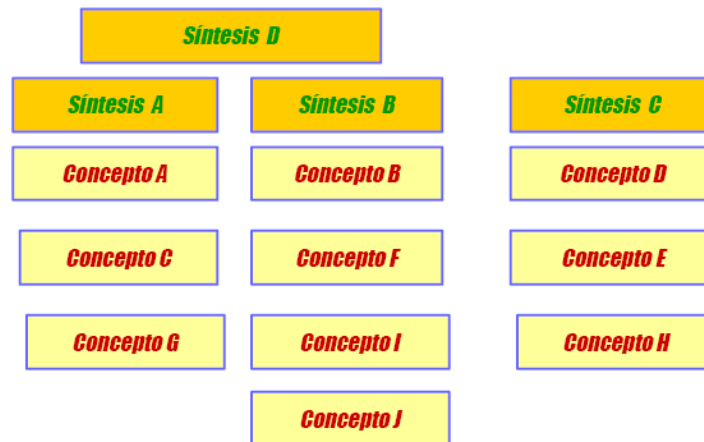 Síntesis D
Síntesis A
Síntesis B
Síntesis C
Concepto A
Concepto B
Concepto D
Concepto C
Concepto F
Concepto E
Concepto G
Concepto I
Concepto H
Concepto J